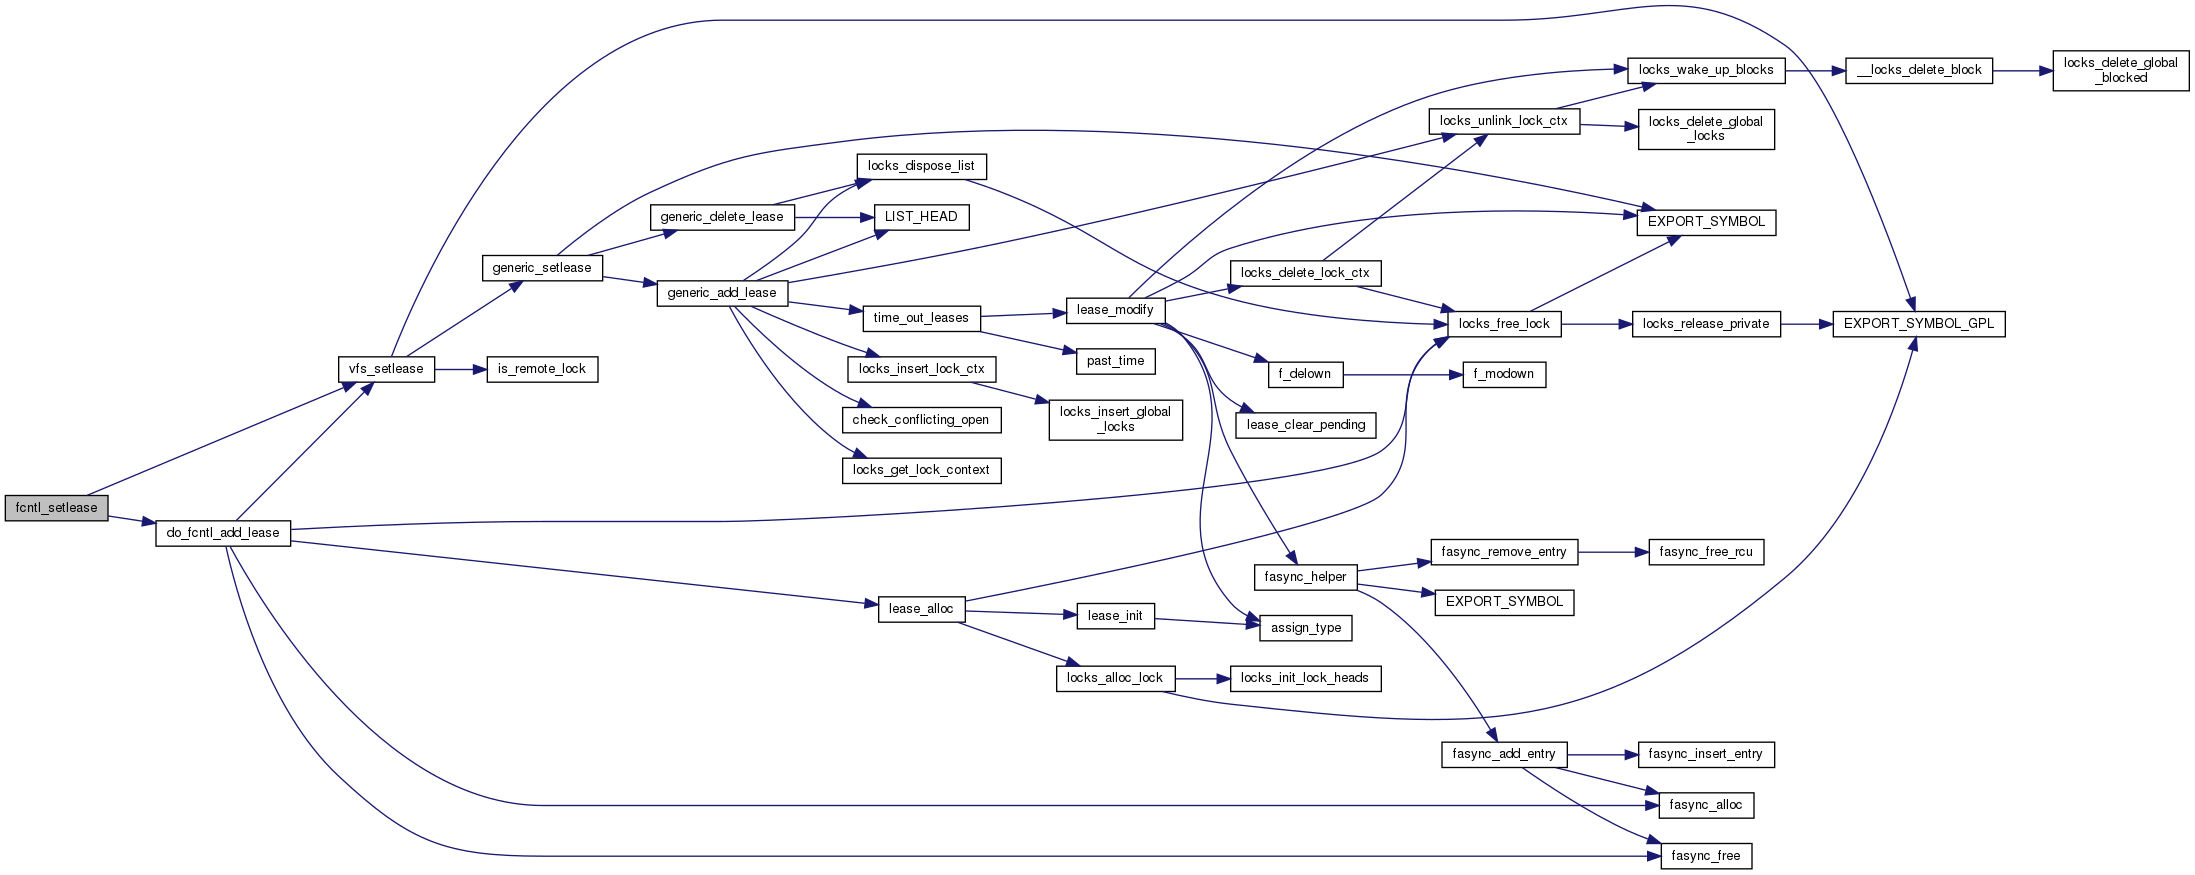 fcntl_setlease
do_fcntl_add_lease
vfs_setlease
generic_setlease
is_remote_lock
generic_delete_lease
generic_add_lease
locks_dispose_list
LIST_HEAD
time_out_leases
locks_insert_lock_ctx
check_conflicting_open
locks_get_lock_context
lease_alloc
lease_modify
past_time
locks_insert_global
_locks
lease_init
locks_alloc_lock
locks_delete_lock_ctx
f_delown
lease_clear_pending
fasync_helper
assign_type
locks_init_lock_heads
locks_unlink_lock_ctx
locks_free_lock
f_modown
fasync_remove_entry
EXPORT_SYMBOL
fasync_add_entry
locks_wake_up_blocks
locks_delete_global
_locks
EXPORT_SYMBOL
locks_release_private
fasync_free_rcu
fasync_insert_entry
fasync_alloc
fasync_free
__locks_delete_block
EXPORT_SYMBOL_GPL
locks_delete_global
_blocked